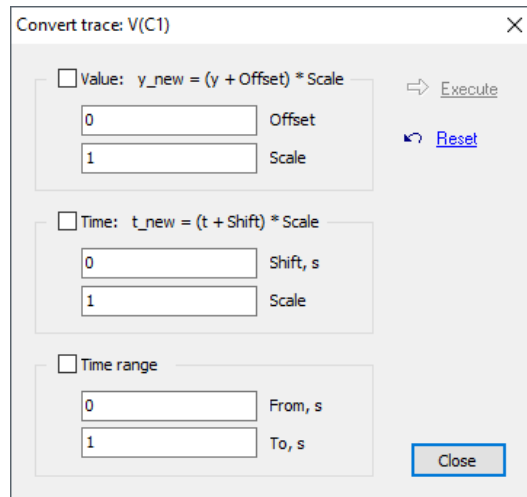 Convert trace: V(C1)
Value: y_new = (y + Offset) * Scale
0 Offset
1 Scale
Execute
Reset
Time: t_new = (t + Shift) * Scale
0 Shift, s
1 Scale
Time range
0 From, s
1 To, s
Close